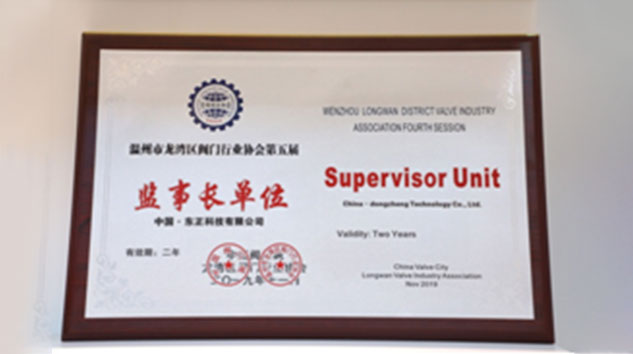 温州市龙湾区阀门行业协会第五届
监事长单位
中国·东正科技有限公司
有效期：二年
二〇一九年十一月
WENZHOU LONGWAN DISTRICT VALVE INDUSTRY
ASSOCIATION FOURTH SESSION
Supervisor Unit
China - dongzheng Technology Co., Ltd.
Validity: Two Years
China Valve City
Longwan Valve Industry Association
Nov 2019